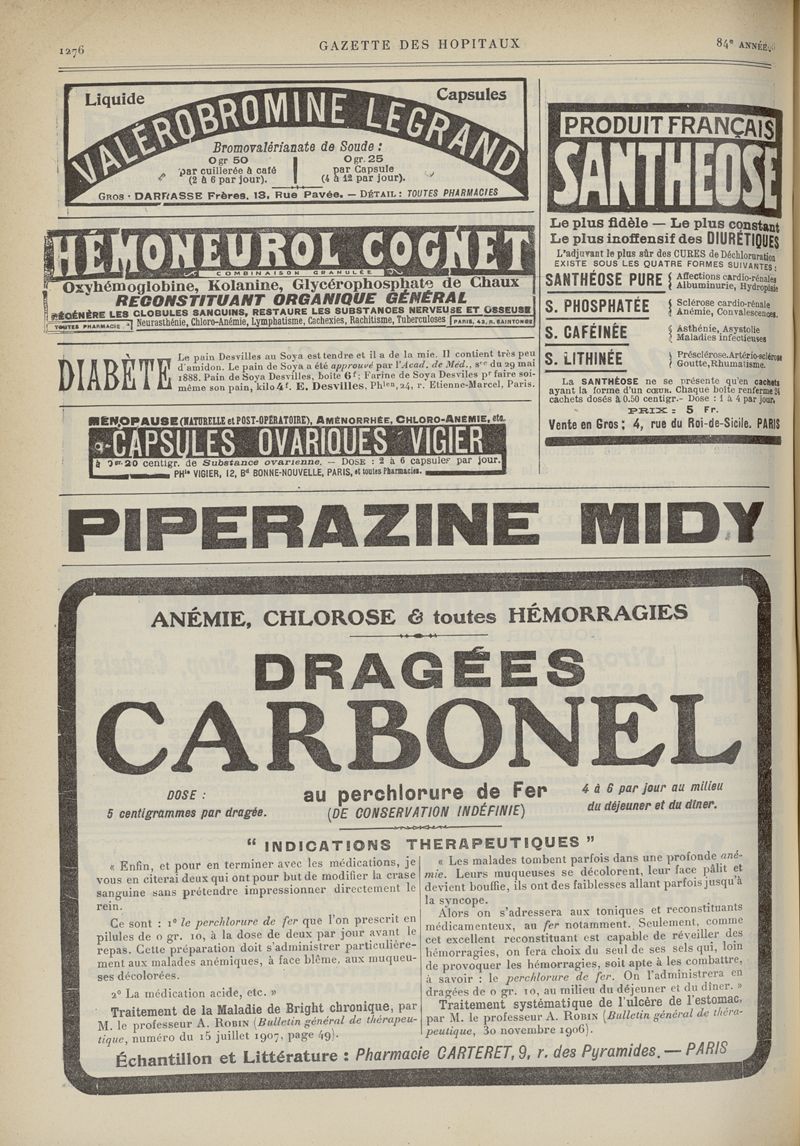 1276
GAZETTE DES HOPITAUX
84e ANNÉE
Liquide
Capsules
VALÉROBROMINE LEGRAND
Bromovalérianate de Soude :
0 gr 50
par cuillerée à café
(2 à 6 par jour).
0 gr. 25
par Capsule
(4 à 12 par jour).
GROS · DARRASSE Frères, 13, Rue Pavée. — DÉTAIL : TOUTES PHARMACIES
HÉMONEUROL COGNET
COMBINAISON GRANULÉE
Oxyhémoglobine, Kolanine, Glycérophosphate de Chaux
RECONSTITUANT ORGANIQUE GÉNÉRAL
RÉGÉNÈRE LES GLOBULES SANGUINS, RESTAURE LES SUBSTANCES NERVEUSE ET OSSEUSE
TOUTES PHARMACIES
Neurasthénie, Chloro-Anémie, Lymphatisme, Cachexies, Rachitisme, Tuberculoses
PARIS, 43, R. SAINTONGE
DIABÈTE
Le pain Desvilles au Soya est tendre et il a de la mie. Il contient très peu
d'amidon. Le pain de Soya a été approuvé par l'Acad. de Méd., sce du 29 mai
1888. Pain de Soya Desvilles, boîte 6f; Farine de Soya Desviles pr faire soi-
même son pain, kilo 4f. E. Desvilles, Phien, 24, r. Etienne-Marcel, Paris.
MÉNOPAUSE (NATURELLE et POST-OPÉRATOIRE), AMÉNORRHÉE, CHLORO-ANÉMIE, etc.
CAPSULES OVARIQUES VIGIER
à 0gr.20 centigr. de Substance ovarienne. — DOSE : 2 à 6 capsules par jour.
PHie VIGIER, 12, Bd BONNE-NOUVELLE, PARIS, et toutes Pharmacies.
PRODUIT FRANÇAIS
SANTHEOSE
Le plus fidèle — Le plus constant
Le plus inoffensif des DIURÉTIQUES
L'adjuvant le plus sûr des CURES de Déchloruration
EXISTE SOUS LES QUATRE FORMES SUIVANTES :
SANTHÉOSE PURE { Affections cardio-rénales
Albuminurie, Hydropisie
S. PHOSPHATÉE { Sclérose cardio-rénale
Anémie, Convalescences.
S. CAFÉINÉE { Asthénie, Asystolie
Maladies infectieuses
S. LITHINÉE } Présclérose.Artério-sclérose
Goutte,Rhumatisme.
La SANTHÉOSE ne se présente qu'en cachets
ayant la forme d'un CŒUR. Chaque boîte renferme 24
cachets dosés à 0.50 centigr.- Dose : 1 à 4 par jour.
PRIX : 5 Fr.
Vente en Gros : 4, rue du Roi-de-Sicile. PARIS
PIPERAZINE MIDY
ANÉMIE, CHLOROSE & toutes HÉMORRAGIES
DRAGÉES
CARBONEL
DOSE :
5 centigrammes par dragée.
au perchlorure de Fer
(DE CONSERVATION INDÉFINIE)
4 à 6 par jour au milieu
du déjeuner et du dîner.
“ INDICATIONS THERAPEUTIQUES ”
« Enfin, et pour en terminer avec les médications, je
vous en citerai deux qui ont pour but de modifier la crase
sanguine sans prétendre impressionner directement le
rein.
Ce sont : 1o le perchlorure de fer que l'on prescrit en
pilules de 0 gr. 10, à la dose de deux par jour avant le
repas. Cette préparation doit s'administrer particulière-
ment aux malades anémiques, à face blême, aux muqueu-
ses décolorées.
2o La médication acide, etc. »
Traitement de la Maladie de Bright chronique, par
M. le professeur A. ROBIN (Bulletin général de thérapeu-
tique, numéro du 15 juillet 1907, page 49).
« Les malades tombent parfois dans une profonde ané-
mie. Leurs muqueuses se décolorent, leur face pâlit et
devient bouffie, ils ont des faiblesses allant parfois jusqu'à
la syncope.
Alors on s'adressera aux toniques et reconstituants
médicamenteux, au fer notamment. Seulement, comme
cet excellent reconstituant est capable de réveiller des
hémorragies, on fera choix du seul de ses sels qui, loin
de provoquer les hémorragies, soit apte à les combattre,
à savoir : le perchlorure de fer. On l'administrera en
dragées de 0 gr. 10, au milieu du déjeuner et du dîner. »
Traitement systématique de l'ulcère de l'estomac,
par M. le professeur A. ROBIN (Bulletin général de théra-
peutique, 30 novembre 1906).
Échantillon et Littérature : Pharmacie CARTERET, 9, r. des Pyramides. — PARIS